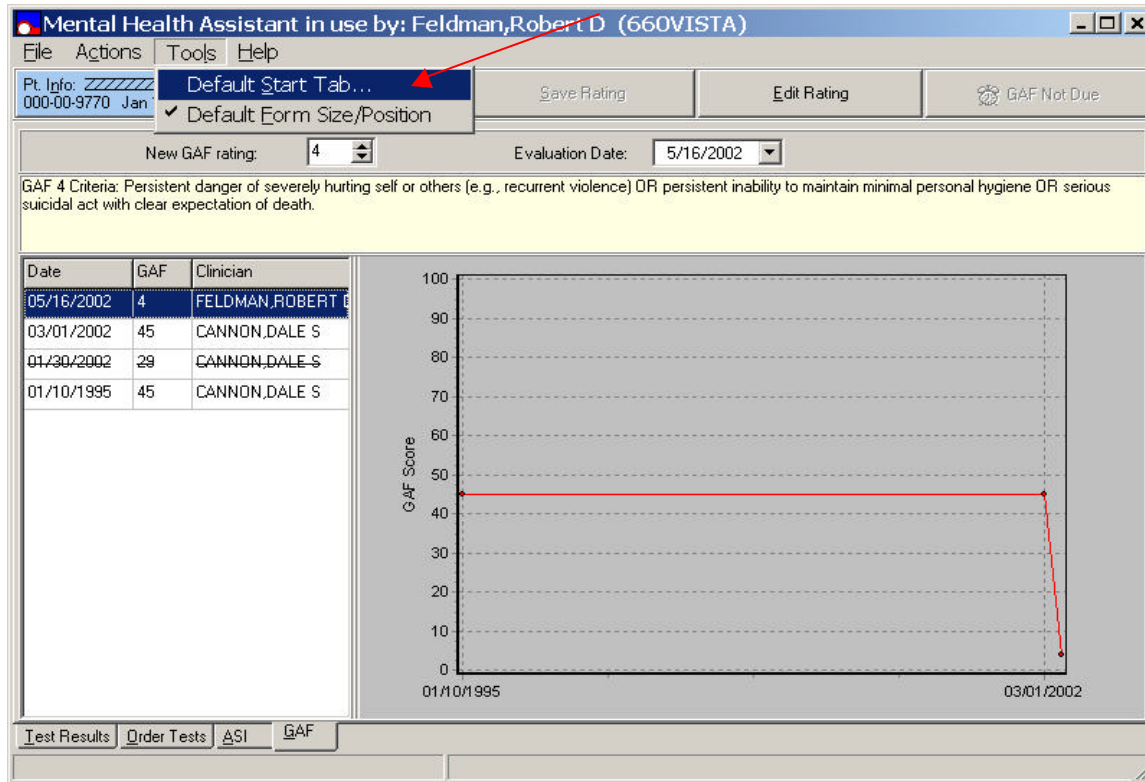 Mental Health Assistant in use by: Feldman,Robert D (660VISTA)
File Actions Tools Help
Pt. Info: ZZZZZZ
000-00-9770 Jan
Default Start Tab...
✓ Default Form Size/Position
Save Rating
Edit Rating
GAF Not Due
New GAF rating: 4 Evaluation Date: 5/16/2002
GAF 4 Criteria: Persistent danger of severely hurting self or others (e.g., recurrent violence) OR persistent inability to maintain minimal personal hygiene OR serious
suicidal act with clear expectation of death.
Date GAF Clinician
05/16/2002 4 FELDMAN,ROBERT
03/01/2002 45 CANNON,DALE S
01/30/2002 29 CANNON,DALE S
01/10/1995 45 CANNON,DALE S
GAF Score
100
90
80
70
60
50
40
30
20
10
0
01/10/1995 03/01/2002
Test Results Order Tests ASI GAF